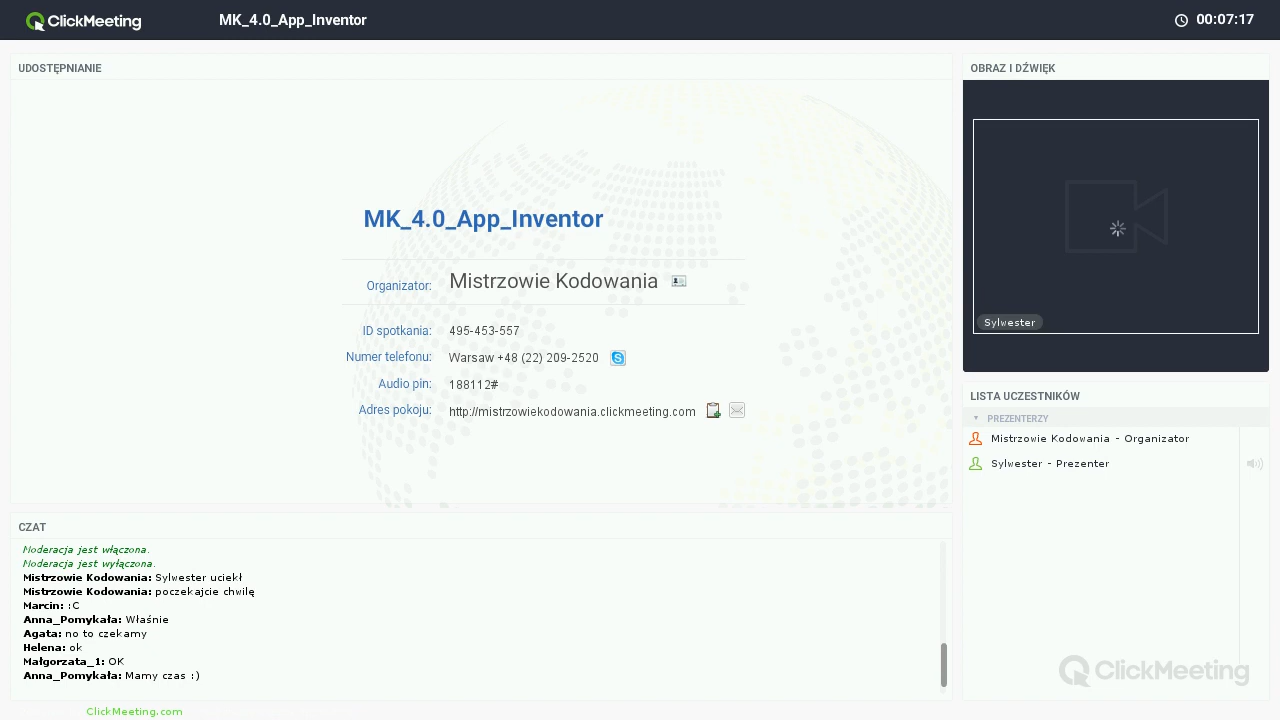 ClickMeeting
MK_4.0_App_Inventor
00:07:17
UDOSTĘPNIANIE
MK_4.0_App_Inventor
Organizator: Mistrzowie Kodowania
ID spotkania: 495-453-557
Numer telefonu: Warsaw +48 (22) 209-2520
Audio pin: 188112#
Adres pokoju: http://mistrzowiekodowania.clickmeeting.com
OBRAZ I DŹWIĘK
Sylwester
LISTA UCZESTNIKÓW
PREZENTERZY
Mistrzowie Kodowania - Organizator
Sylwester - Prezenter
CZAT
Moderacja jest włączona.
Moderacja jest wyłączona.
Mistrzowie Kodowania: Sylwester uciekł
Mistrzowie Kodowania: poczekajcie chwilę
Marcin: :C
Anna_Pomykała: Właśnie
Agata: no to czekamy
Helena: ok
Małgorzata_1: OK
Anna_Pomykała: Mamy czas :)
ClickMeeting
ClickMeeting.com